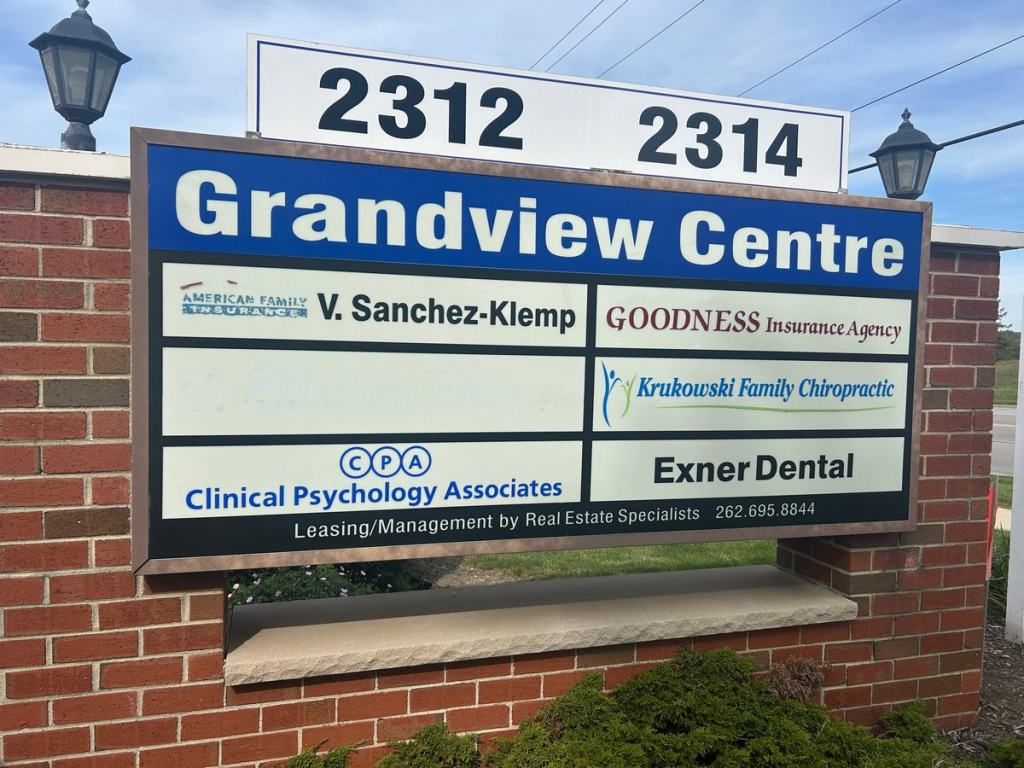 2312 2314
Grandview Centre
AMERICAN FAMILY
INSURANCE
V. Sanchez-Klemp
GOODNESS Insurance Agency
Krukowski Family Chiropractic
CPA
Clinical Psychology Associates
Exner Dental
Leasing/Management by Real Estate Specialists 262.695.8844